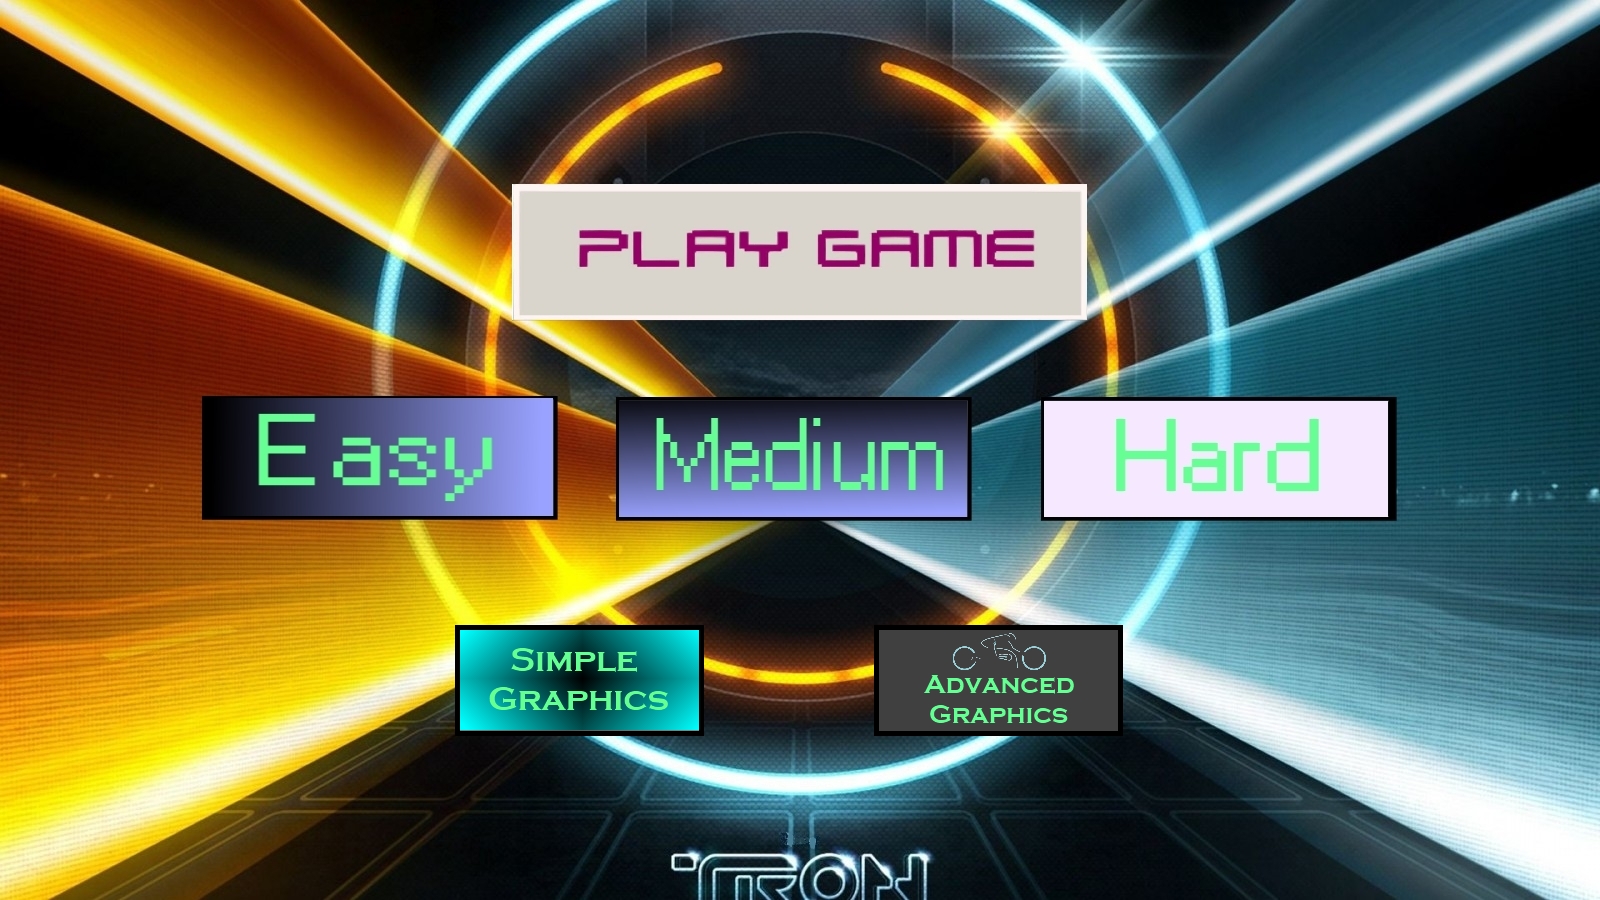 PLAY GAME
Easy
Medium
Hard
SIMPLE
GRAPHICS
ADVANCED
GRAPHICS
TRON